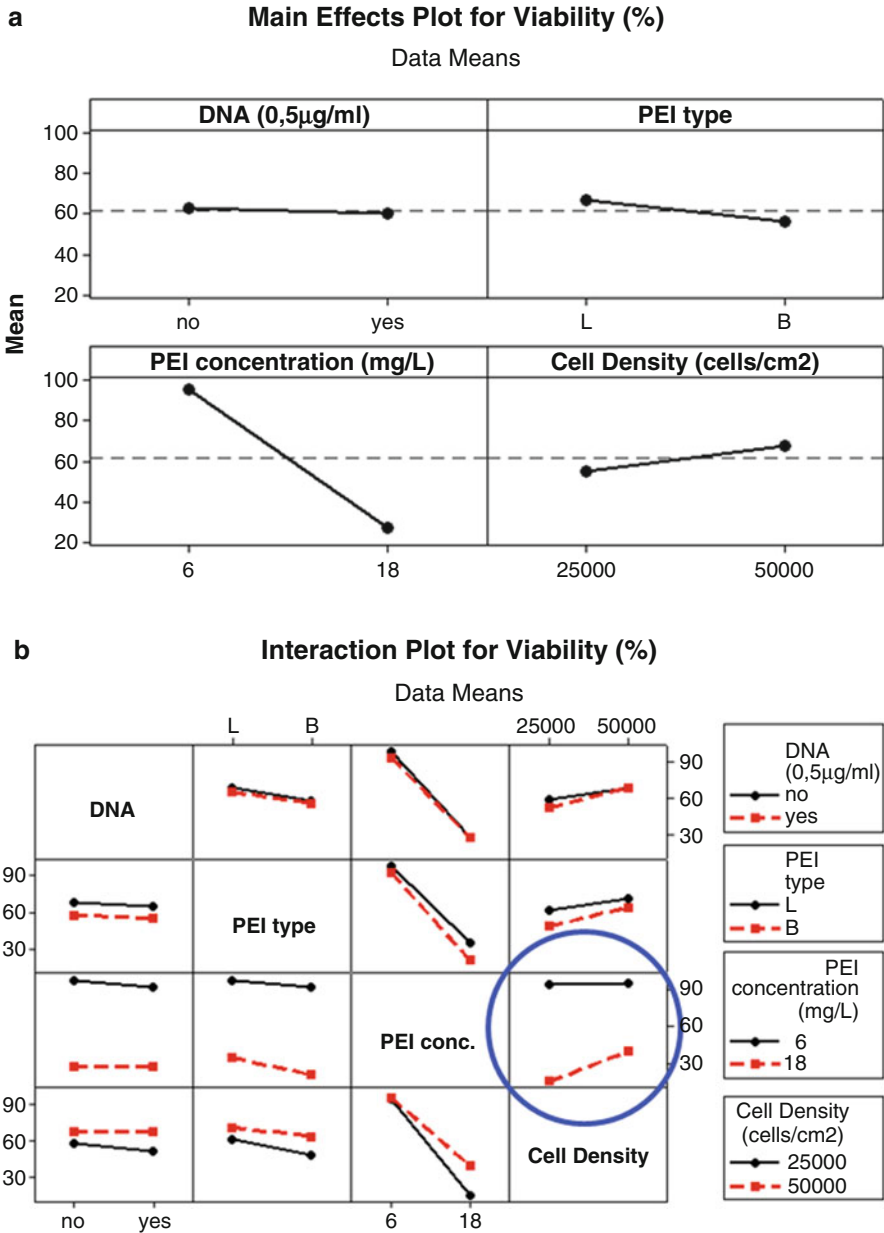 a
Main Effects Plot for Viability (%)
Data Means
DNA (0,5μg/ml) PEI type
100
80
60
40
20
no yes L B
Mean
PEI concentration (mg/L) Cell Density (cells/cm2)
100
80
60
40
20
6 18 25000 50000
b
Interaction Plot for Viability (%)
Data Means
L B 25000 50000
DNA
90
60
30
90
60
30
PEI type
PEI conc.
90
60
30
90
60
30
Cell Density
no yes 6 18
DNA
(0,5μg/ml)
no
yes
PEI
type
L
B
PEI
concentration
(mg/L)
6
18
Cell Density
(cells/cm2)
25000
50000